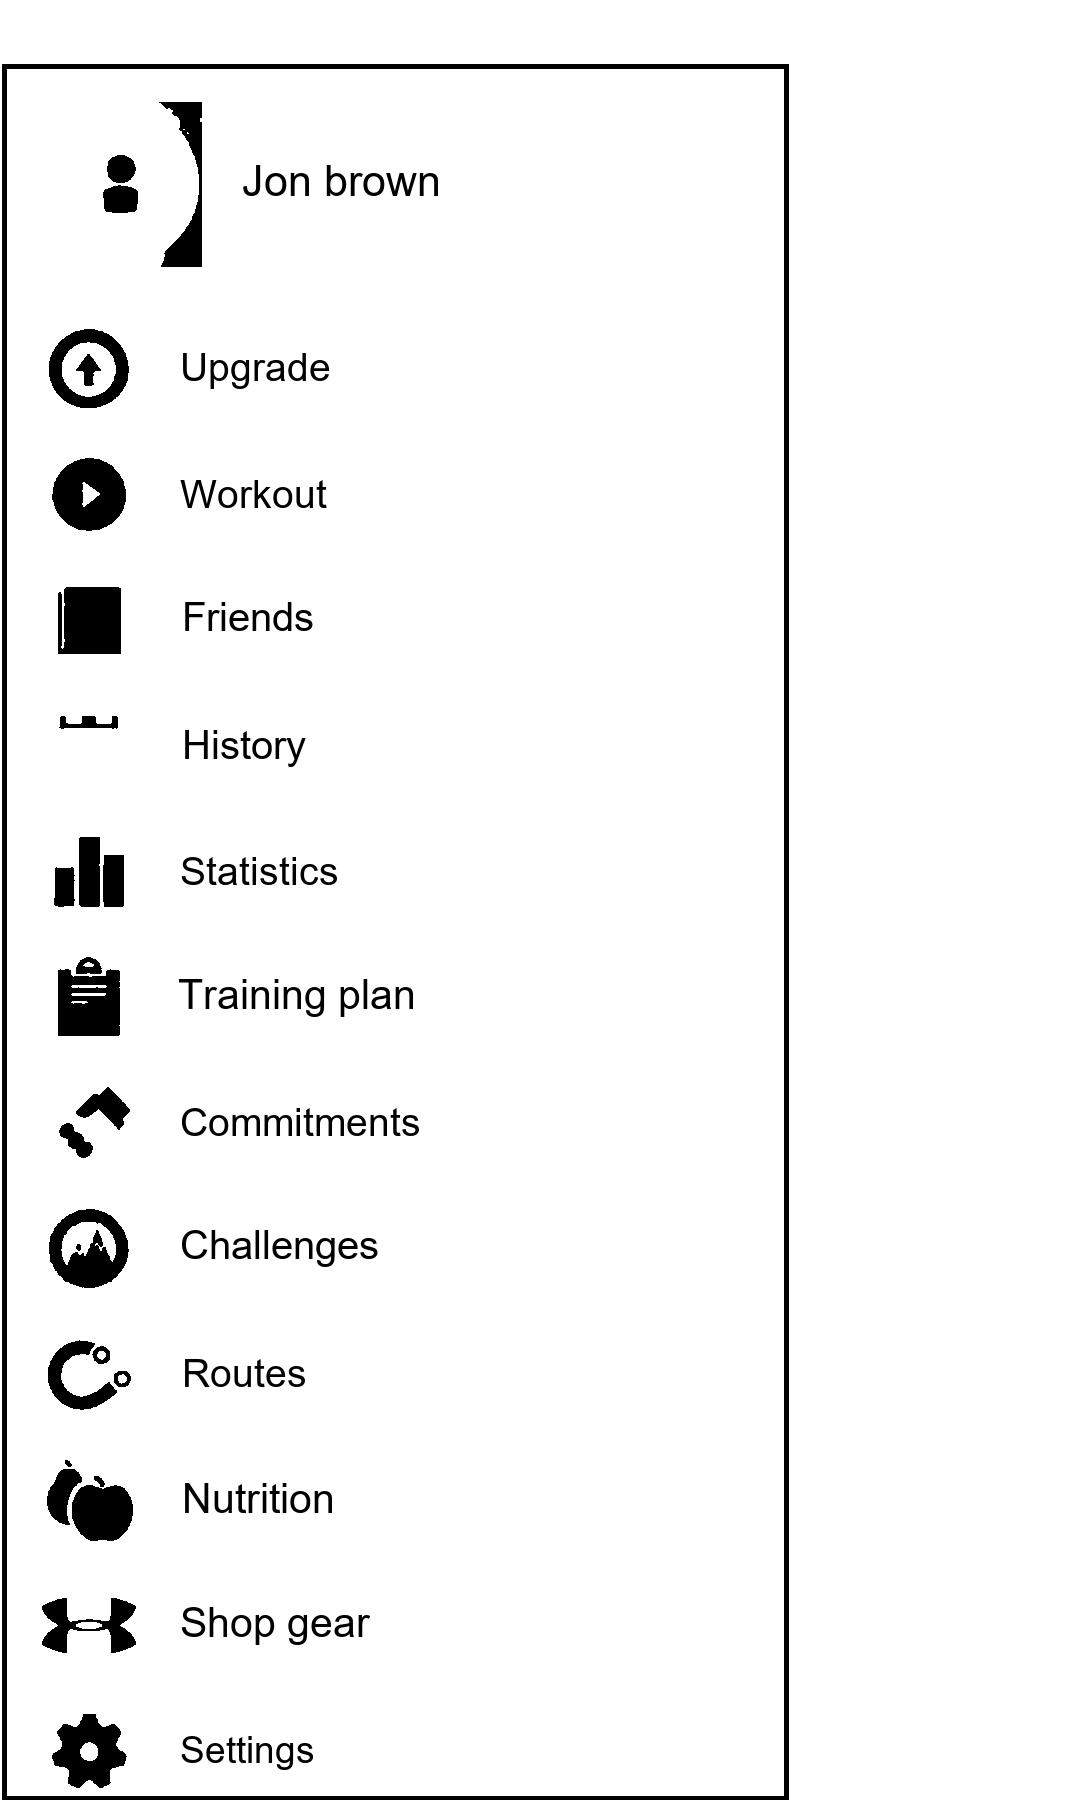 Jon brown
Upgrade
Workout
Friends
History
Statistics
Training plan
Commitments
Challenges
Routes
Nutrition
Shop gear
Settings